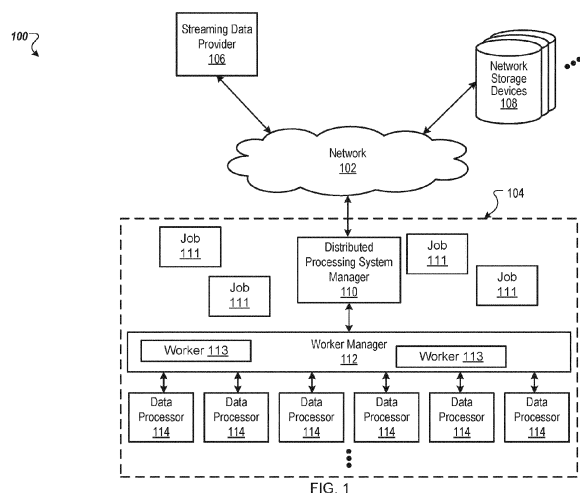 100
Streaming Data
Provider
106
Network
Storage
Devices
108
Network
102
104
Job
111
Job
111
Distributed
Processing System
Manager
110
Job
111
Job
111
Worker 113
Worker Manager
112
Worker 113
Data
Processor
114
Data
Processor
114
Data
Processor
114
Data
Processor
114
Data
Processor
114
Data
Processor
114
FIG. 1